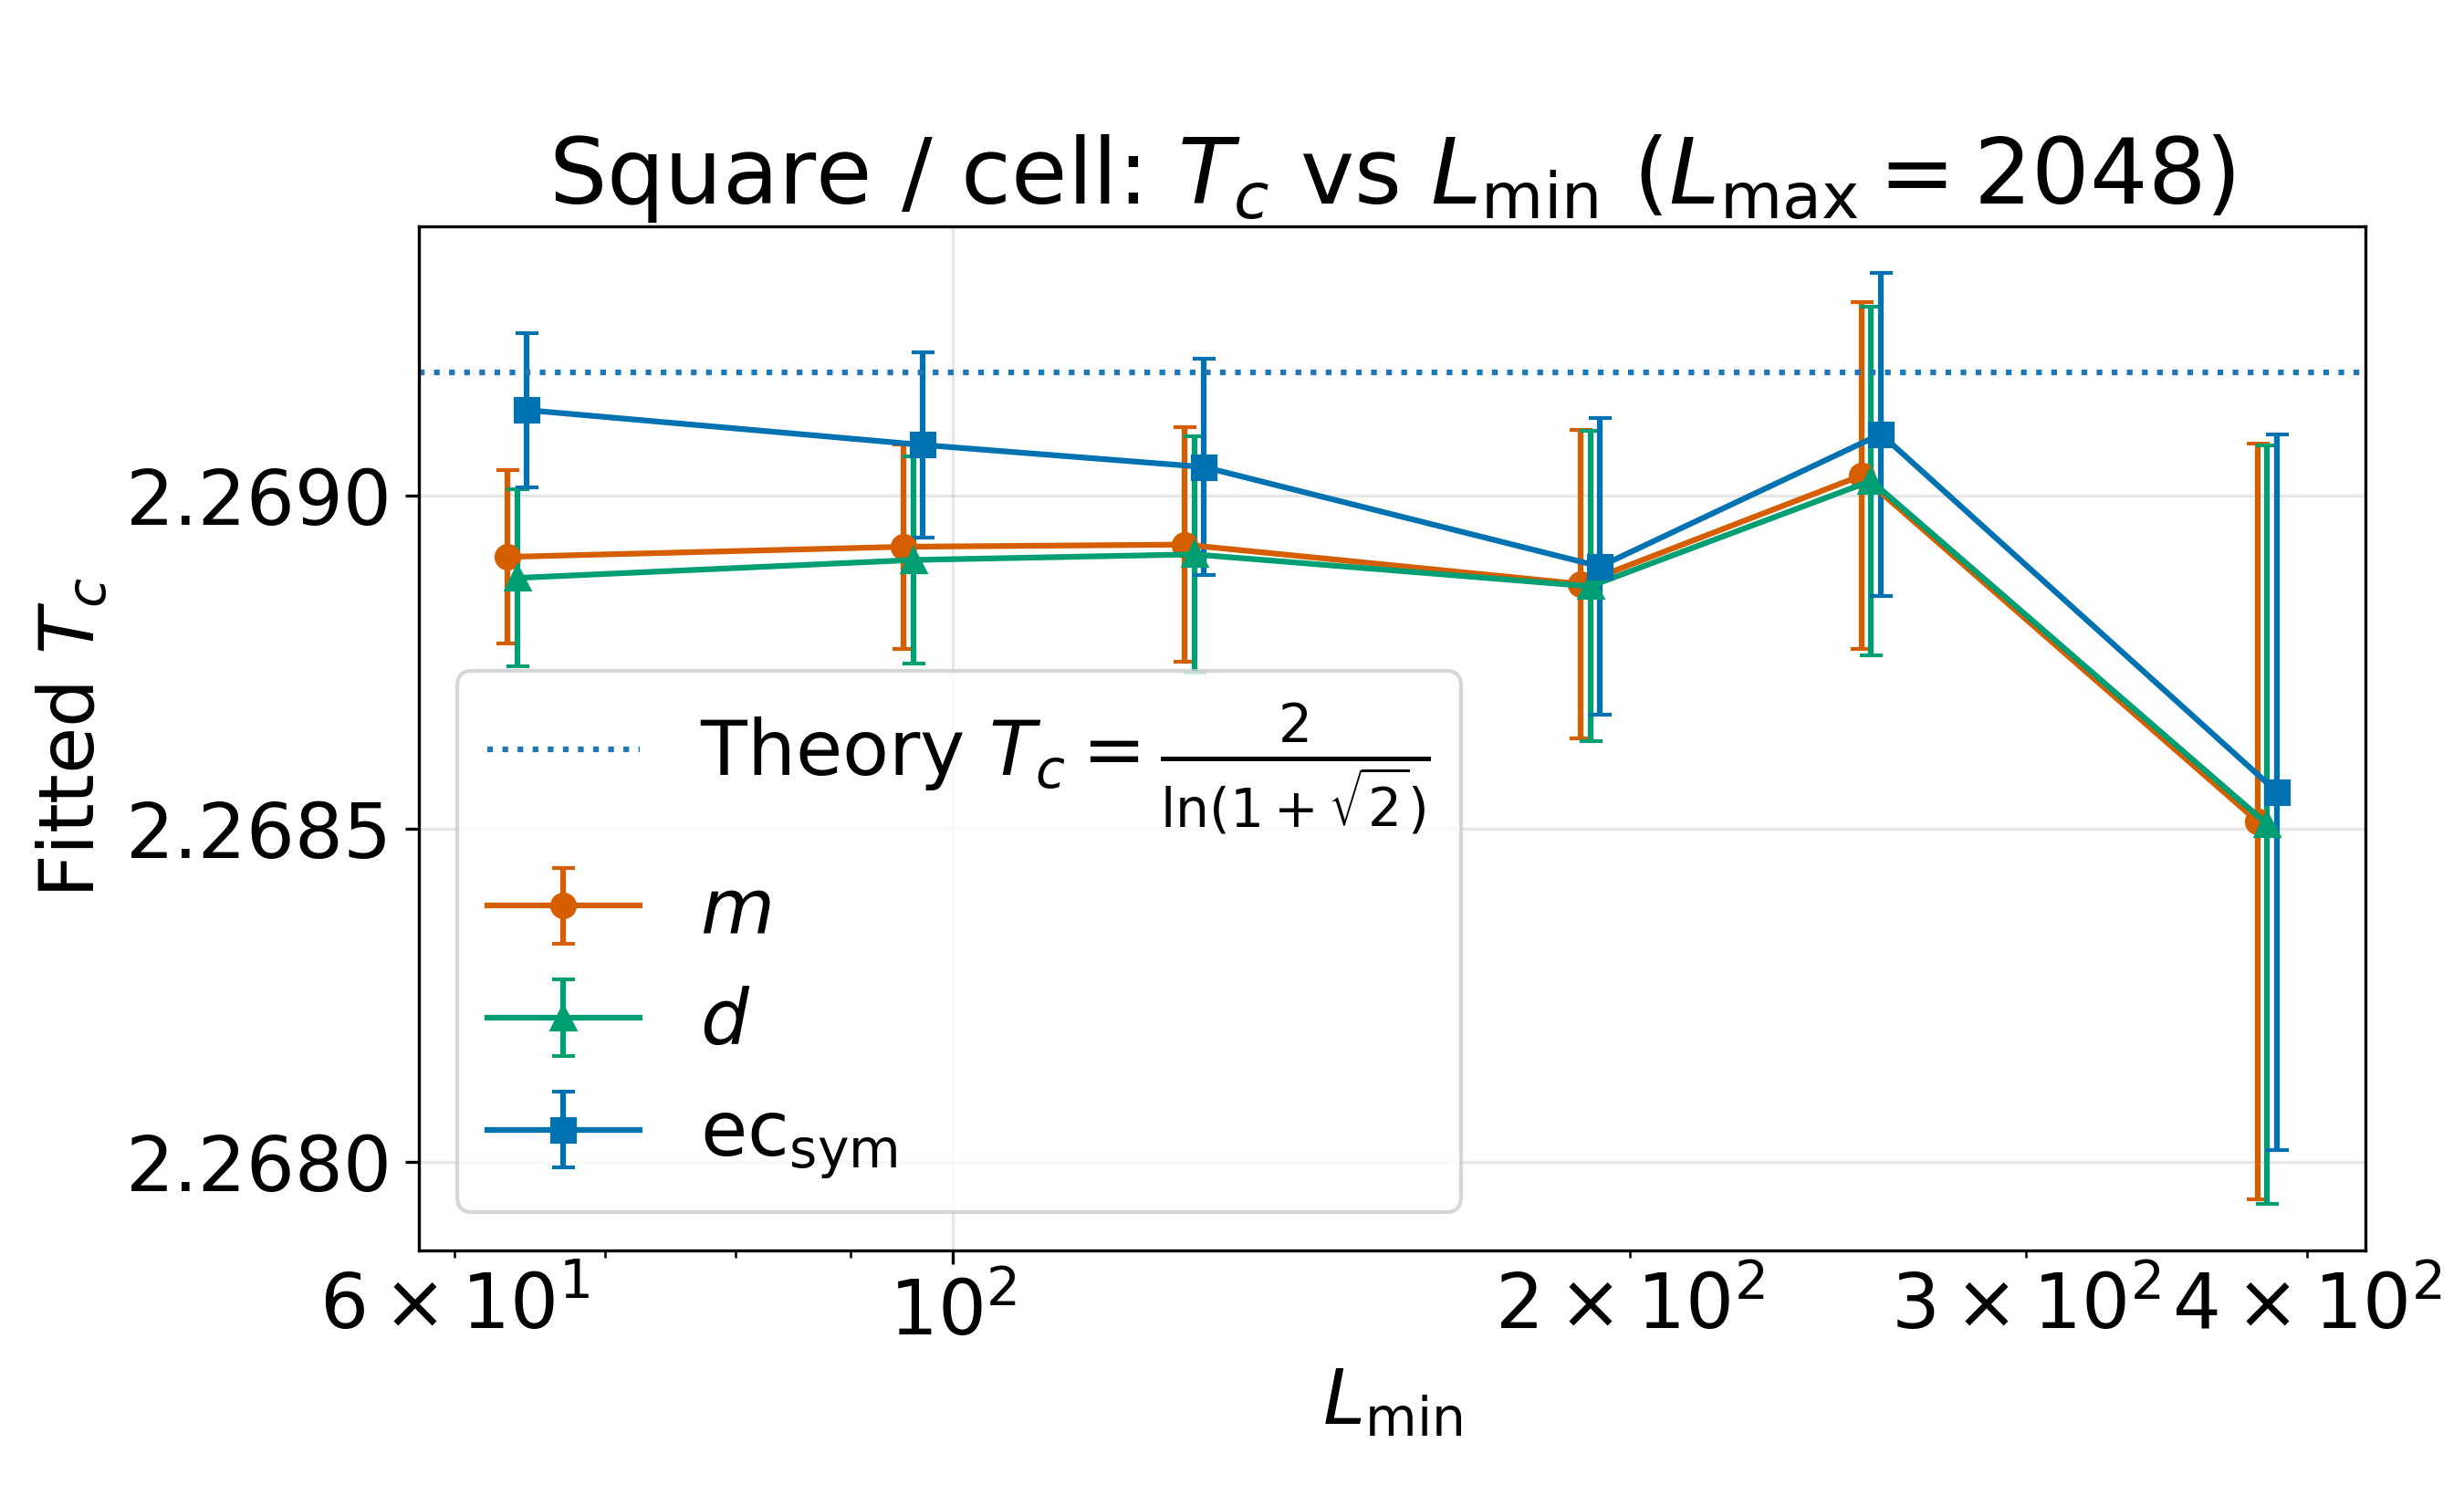 Square / cell: T_c vs L_min (L_max = 2048)
Fitted T_c
2.2690
2.2685
2.2680
Theory T_c = 2 / ln(1 + √2)
m
d
ec_sym
6 × 10^1
10^2
2 × 10^2
3 × 10^2
4 × 10^2
L_min